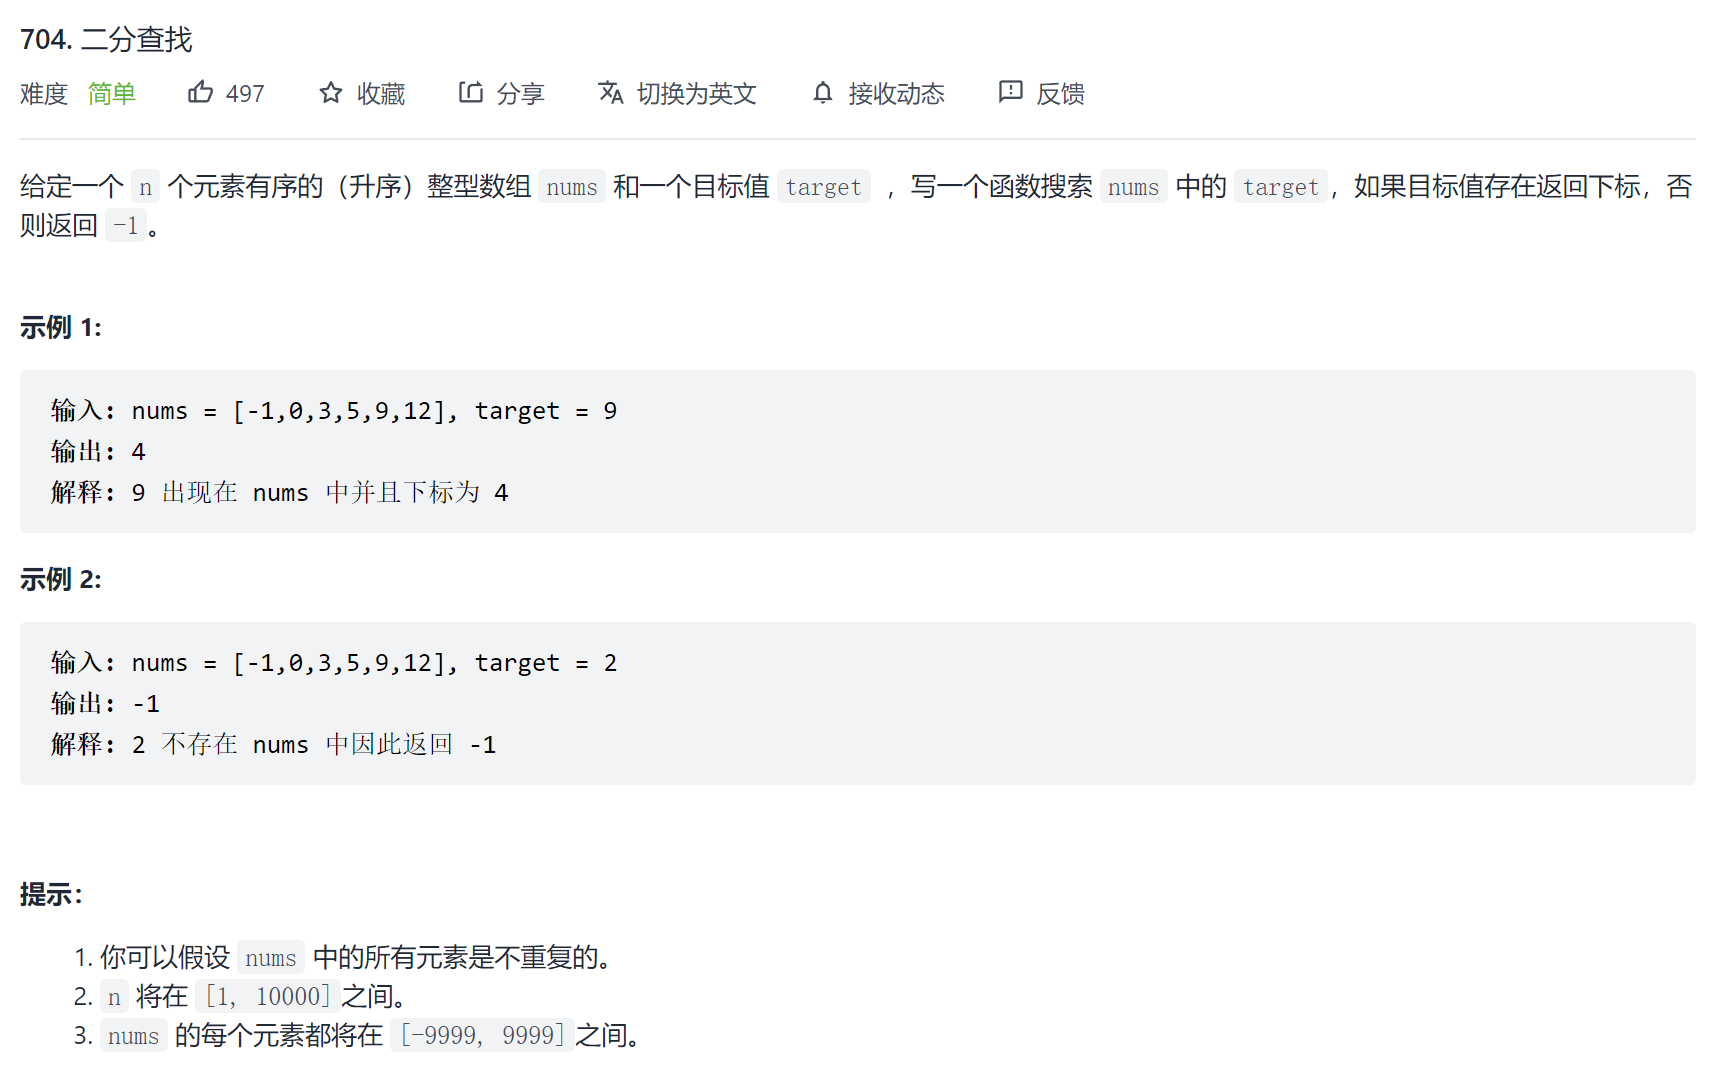 704. 二分查找
难度 简单 497 收藏 分享 切换为英文 接收动态 反馈
给定一个 n 个元素有序的（升序）整型数组 nums 和一个目标值 target ，写一个函数搜索 nums 中的 target，如果目标值存在返回下标，否
则返回 -1。
示例 1:
输入: nums = [-1,0,3,5,9,12], target = 9
输出: 4
解释: 9 出现在 nums 中并且下标为 4
示例 2:
输入: nums = [-1,0,3,5,9,12], target = 2
输出: -1
解释: 2 不存在 nums 中因此返回 -1
提示：
1. 你可以假设 nums 中的所有元素是不重复的。
2. n 将在 [1, 10000]之间。
3. nums 的每个元素都将在 [-9999, 9999]之间。